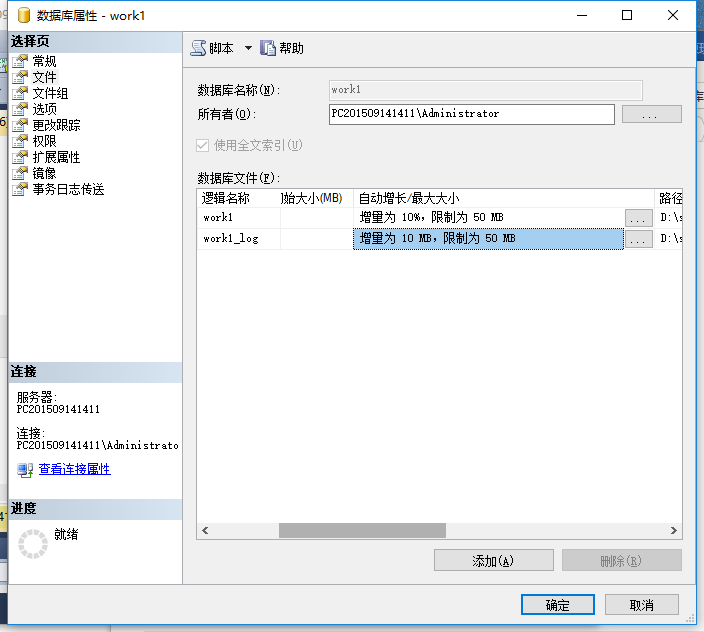 数据库属性 - work1
选择页
常规
文件
文件组
选项
更改跟踪
权限
扩展属性
镜像
事务日志传送
连接
服务器:
PC201509141411
连接:
PC201509141411\Administrato
查看连接属性
进度
就绪
脚本 帮助
数据库名称(N): work1
所有者(O): PC201509141411\Administrator ...
使用全文索引(U)
数据库文件(F):
逻辑名称 始大小(MB) 自动增长/最大大小 路径
work1 增量为 10%，限制为 50 MB ... D:\s
work1_log 增量为 10 MB，限制为 50 MB ... D:\s
添加(A) 删除(R)
确定 取消